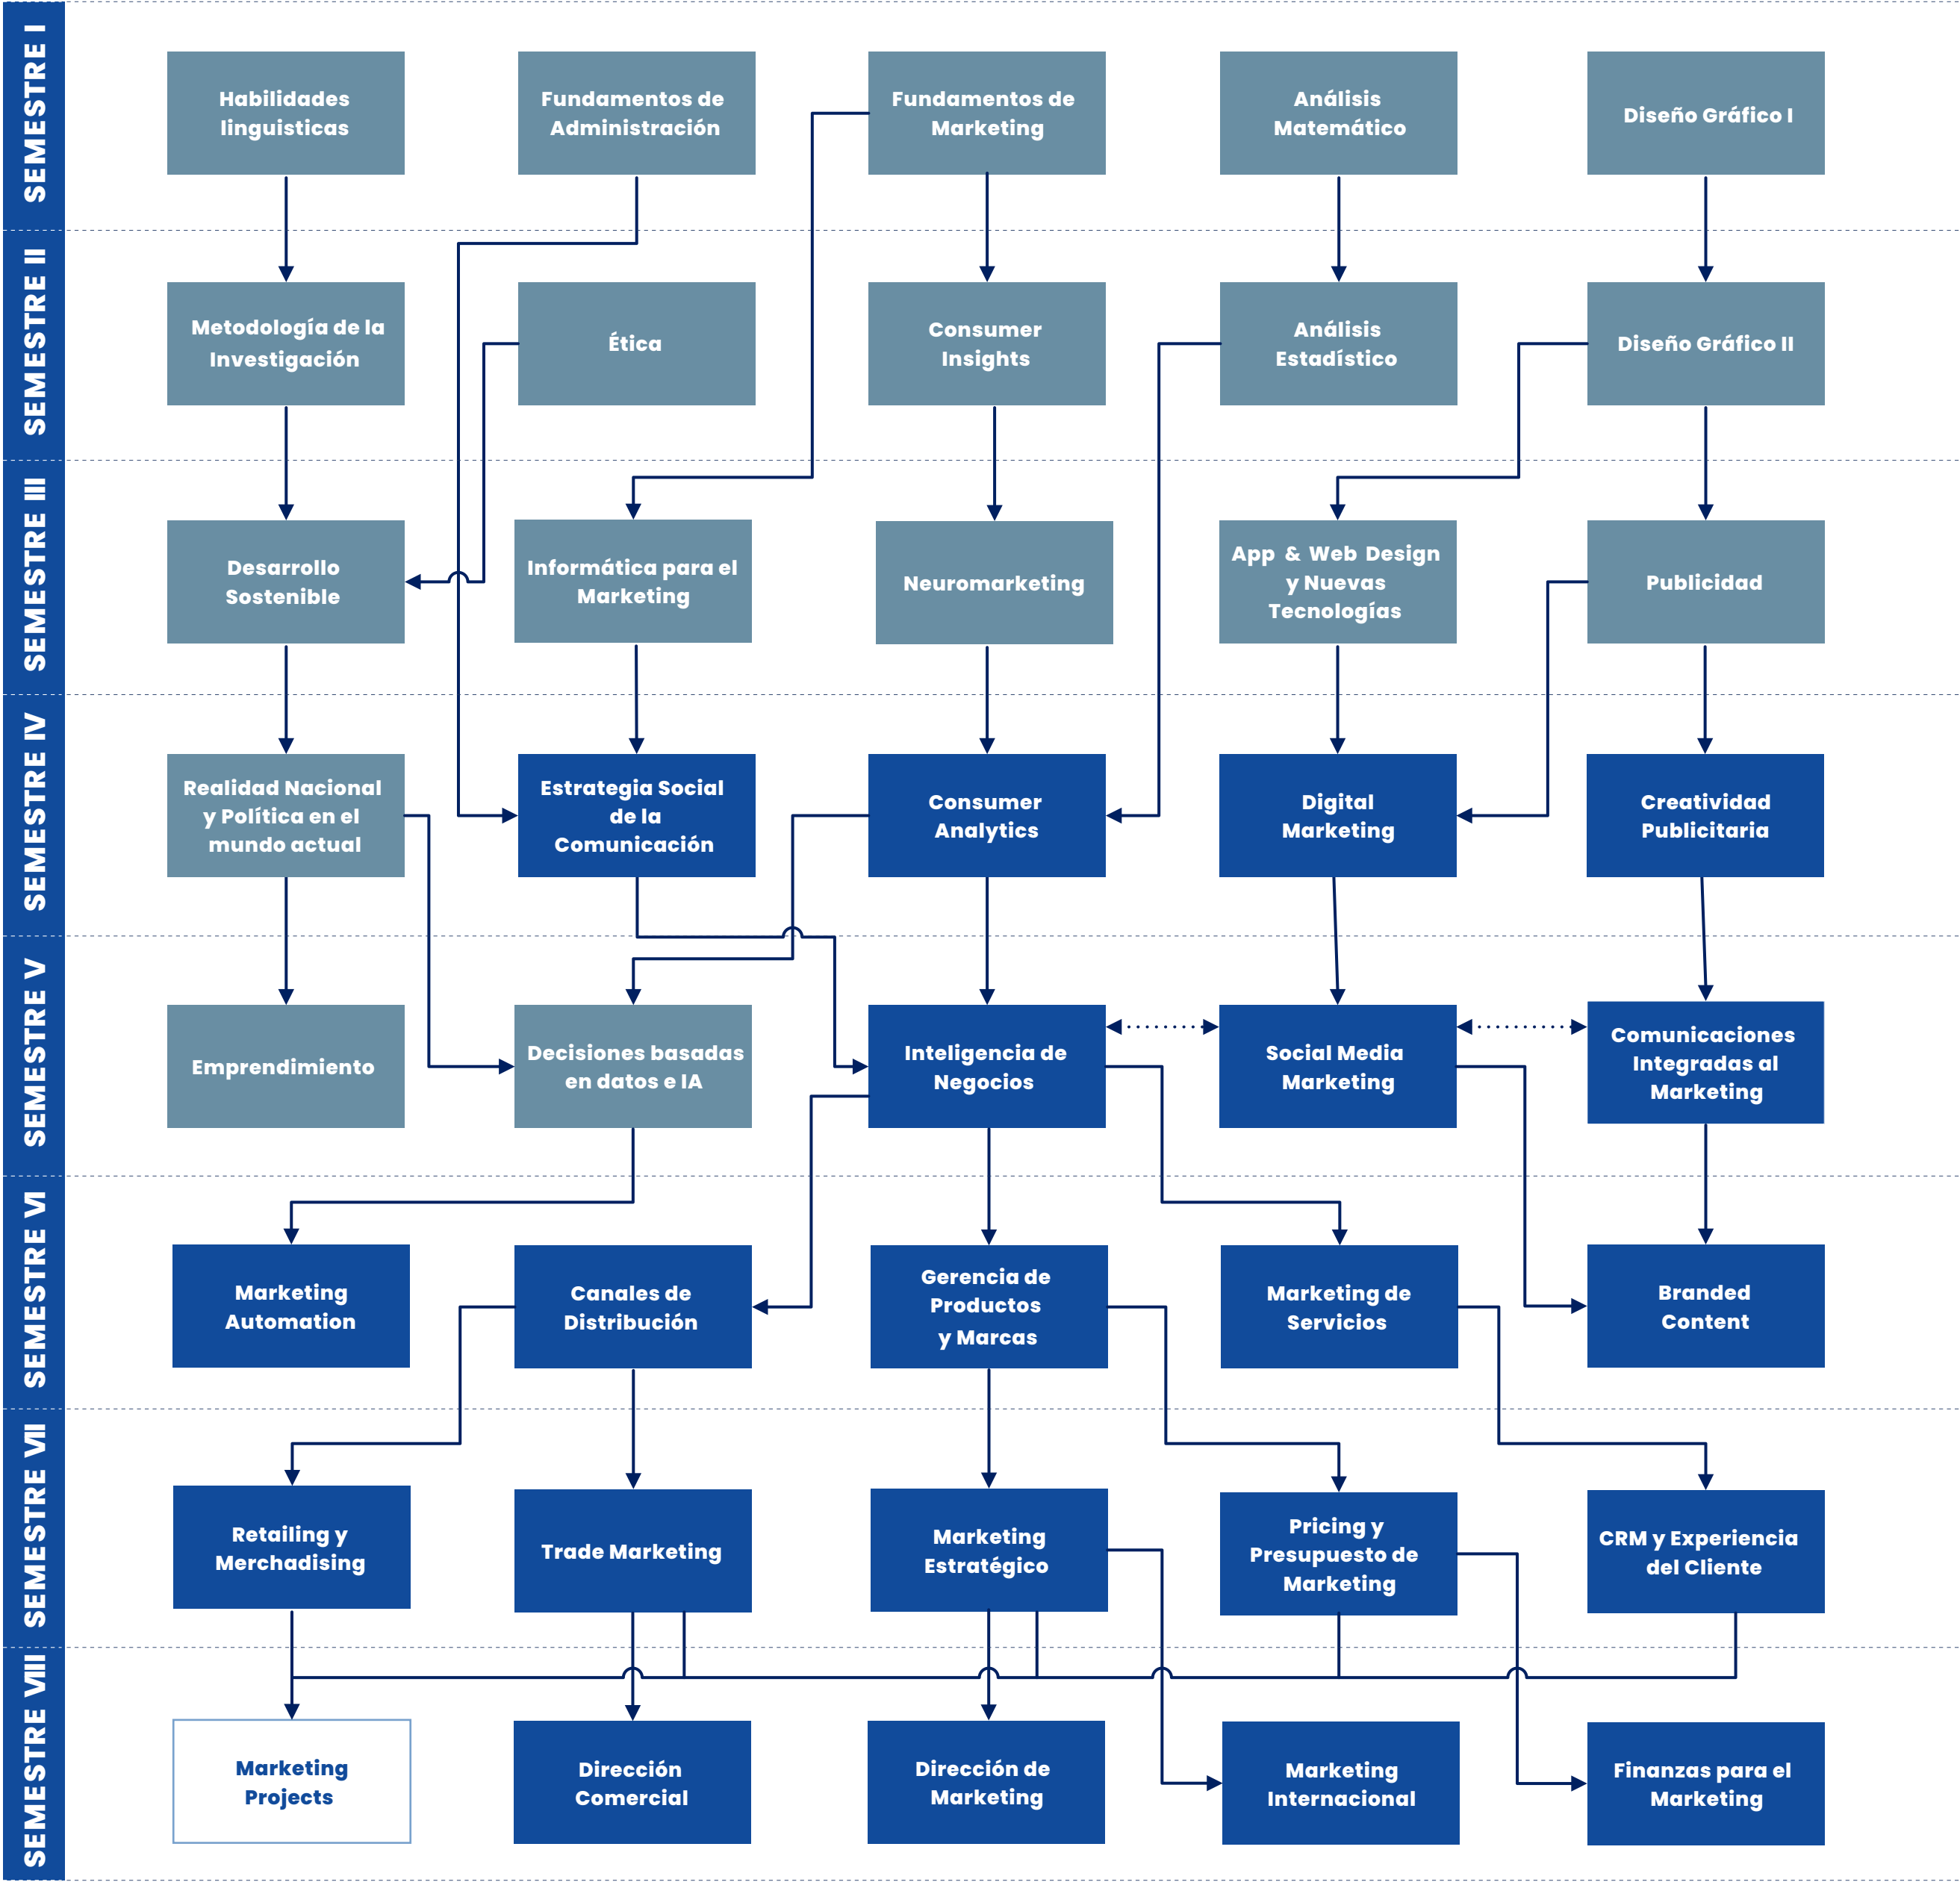 SEMESTRE I
Habilidades
linguisticas
Fundamentos de
Administración
Fundamentos de
Marketing
Análisis
Matemático
Diseño Gráfico I
SEMESTRE II
Metodología de la
Investigación
Ética
Consumer
Insights
Análisis
Estadístico
Diseño Gráfico II
SEMESTRE III
Desarrollo
Sostenible
Informática para el
Marketing
Neuromarketing
App & Web Design
y Nuevas
Tecnologías
Publicidad
SEMESTRE IV
Realidad Nacional
y Política en el
mundo actual
Estrategia Social
de la
Comunicación
Consumer
Analytics
Digital
Marketing
Creatividad
Publicitaria
SEMESTRE V
Emprendimiento
Decisiones basadas
en datos e IA
Inteligencia de
Negocios
Social Media
Marketing
Comunicaciones
Integradas al
Marketing
SEMESTRE VI
Marketing
Automation
Canales de
Distribución
Gerencia de
Productos
y Marcas
Marketing de
Servicios
Branded
Content
SEMESTRE VII
Retailing y
Merchadising
Trade Marketing
Marketing
Estratégico
Pricing y
Presupuesto de
Marketing
CRM y Experiencia
del Cliente
SEMESTRE VIII
Marketing
Projects
Dirección
Comercial
Dirección de
Marketing
Marketing
Internacional
Finanzas para el
Marketing